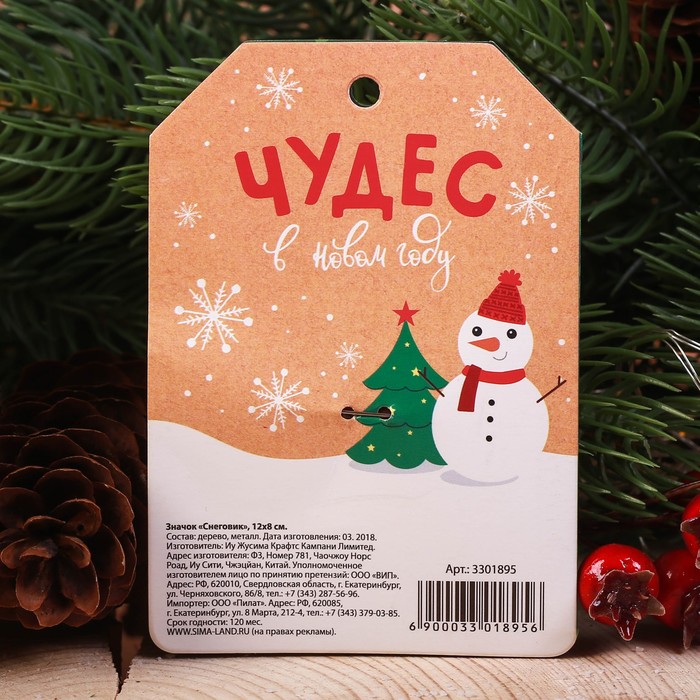 ЧУДЕС
в новом году
Значок «Снеговик», 12х8 см.
Состав: дерево, металл. Дата изготовления: 03. 2018.
Изготовитель: Иу Жусима Крафтс Кампани Лимитед.
Адрес изготовителя: Ф3, Номер 781, Чаочжоу Норс
Роад, Иу Сити, Чжэцйан, Китай. Уполномоченное
изготовителем лицо по принятию претензий: ООО «ВИП».
Адрес: РФ, 620010, Свердловская область, г. Екатеринбург,
ул. Черняховского, 86/8, тел.: +7 (343) 287-56-96.
Импортер: ООО «Пилат». Адрес: РФ, 620085,
г. Екатеринбург, ул. 8 Марта, 212-4, тел.: +7 (343) 379-03-85.
Срок годности: 120 мес.
WWW.SIMA-LAND.RU (на правах рекламы).
Арт.: 3301895
6 900033 018956